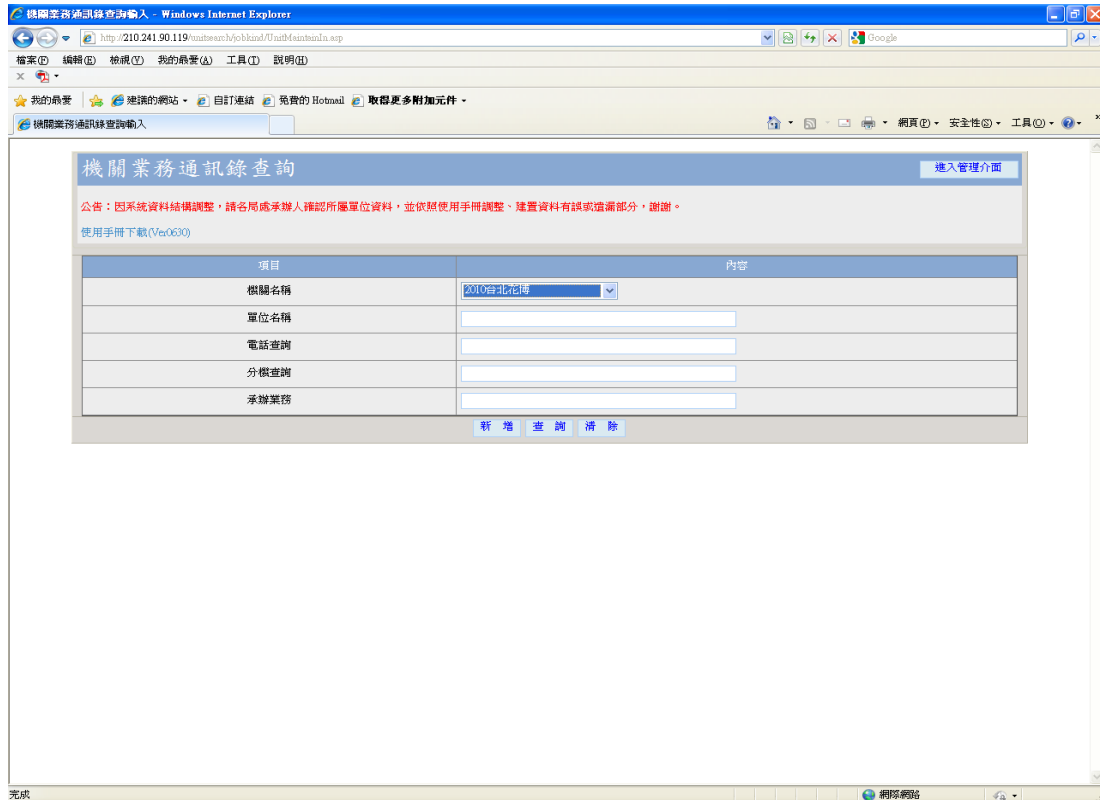 機關業務通訊錄查詢輸入 - Windows Internet Explorer
http://210.241.90.119/unitsearch/jobkind/UnitMaintainIn.asp
Google
檔案(F) 編輯(E) 檢視(V) 我的最愛(A) 工具(T) 說明(H)
我的最愛 建議的網站 自訂連結 免費的 Hotmail 取得更多附加元件
機關業務通訊錄查詢輸入
網頁(P) 安全性(S) 工具(O)
機關業務通訊錄查詢
進入管理介面
公告：因系統資料結構調整，請各局處承辦人確認所屬單位資料，並依照使用手冊調整、建置資料有誤或遺漏部分，謝謝。
使用手冊下載(Ver0630)
項目 內容
機關名稱 2010台北花博
單位名稱
電話查詢
分機查詢
承辦業務
新 增 查 詢 清 除
完成 網際網路